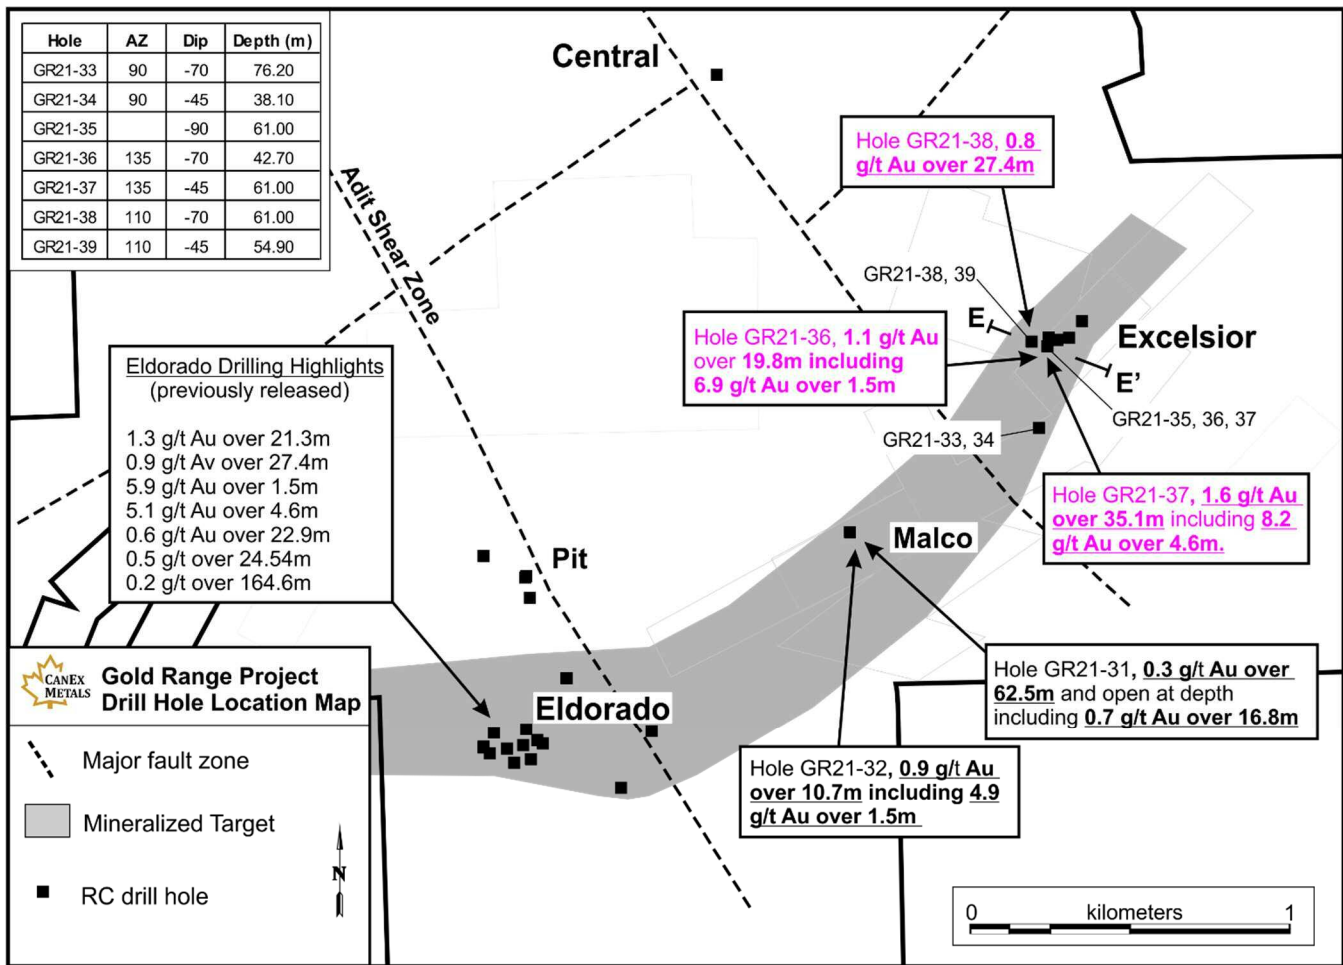 Hole AZ Dip Depth (m)
GR21-33 90 -70 76.20
GR21-34 90 -45 38.10
GR21-35 -90 61.00
GR21-36 135 -70 42.70
GR21-37 135 -45 61.00
GR21-38 110 -70 61.00
GR21-39 110 -45 54.90
Central
Adit Shear Zone
Hole GR21-38, 0.8
g/t Au over 27.4m
GR21-38, 39
E
Excelsior
E'
Hole GR21-36, 1.1 g/t Au
over 19.8m including
6.9 g/t Au over 1.5m
GR21-35, 36, 37
GR21-33, 34
Eldorado Drilling Highlights
(previously released)
1.3 g/t Au over 21.3m
0.9 g/t Av over 27.4m
5.9 g/t Au over 1.5m
5.1 g/t Au over 4.6m
0.6 g/t Au over 22.9m
0.5 g/t over 24.54m
0.2 g/t over 164.6m
Hole GR21-37, 1.6 g/t Au
over 35.1m including 8.2
g/t Au over 4.6m.
Malco
Pit
Hole GR21-31, 0.3 g/t Au over
62.5m and open at depth
including 0.7 g/t Au over 16.8m
Eldorado
Hole GR21-32, 0.9 g/t Au
over 10.7m including 4.9
g/t Au over 1.5m
CANEX
METALS
Gold Range Project
Drill Hole Location Map
Major fault zone
Mineralized Target
RC drill hole
N
0 kilometers 1